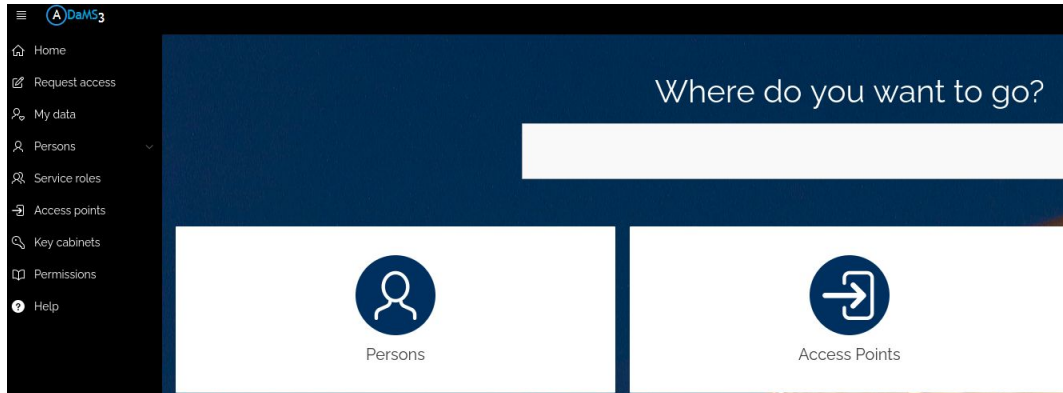 ADaMS3
Home
Request access
My data
Persons
Service roles
Access points
Key cabinets
Permissions
Help
Where do you want to go?
Persons
Access Points